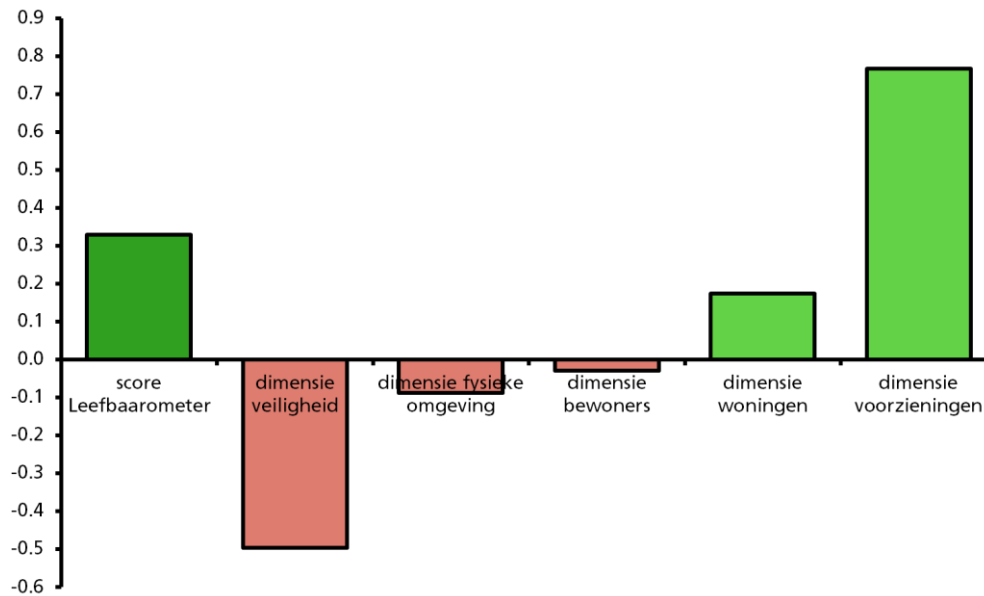 0.9
0.8
0.7
0.6
0.5
0.4
0.3
0.2
0.1
0.0
-0.1
-0.2
-0.3
-0.4
-0.5
-0.6
score
Leefbaarometer
dimensie
veiligheid
dimensie fysieke
omgeving
dimensie
bewoners
dimensie
woningen
dimensie
voorzieningen